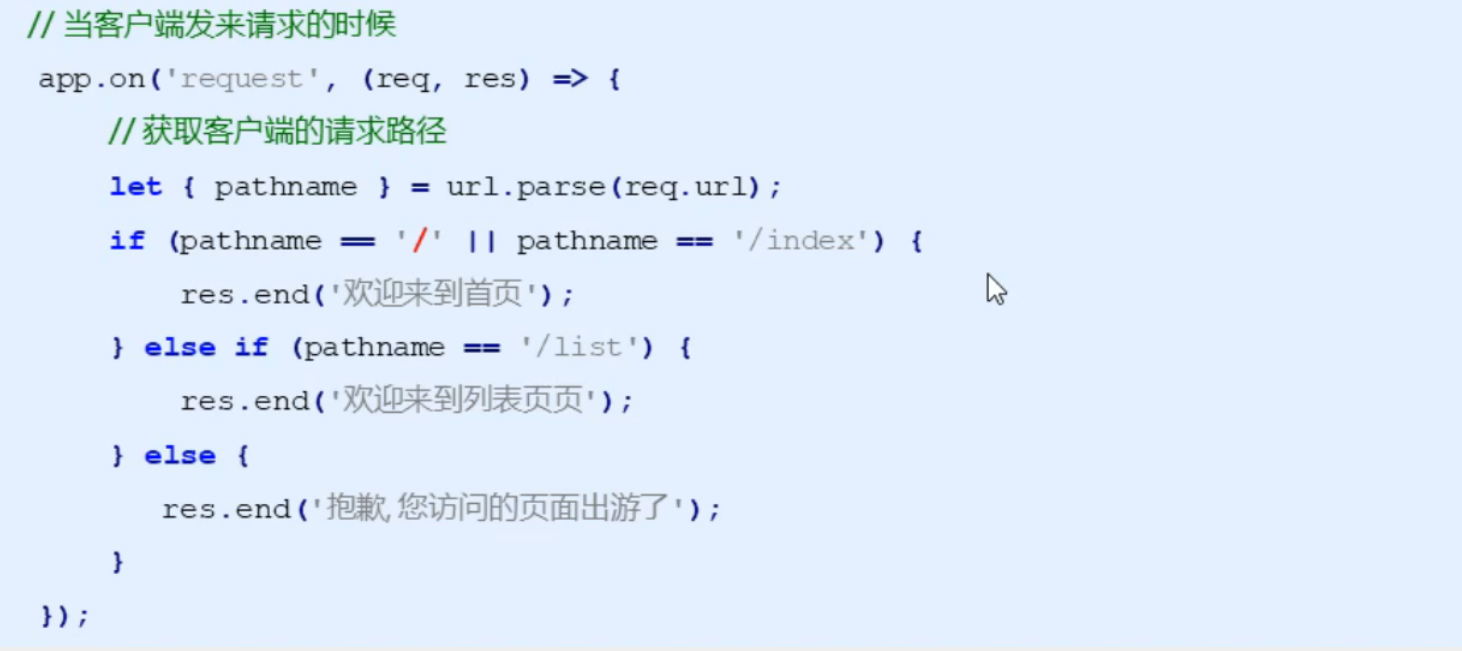 // 当客户端发来请求的时候
app.on('request', (req, res) => {
// 获取客户端的请求路径
let { pathname } = url.parse(req.url);
if (pathname == '/' || pathname == '/index') {
res.end('欢迎来到首页');
} else if (pathname == '/list') {
res.end('欢迎来到列表页页');
} else {
res.end('抱歉, 您访问的页面出游了');
}
});